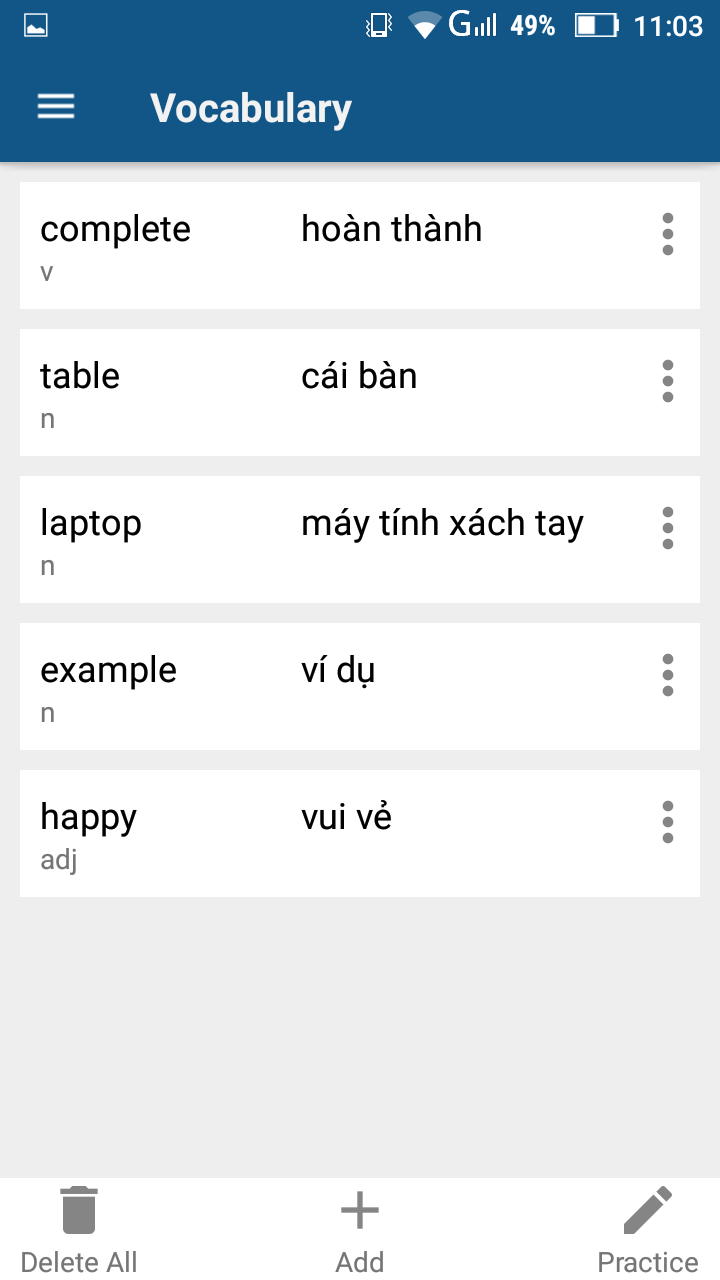 G 49% 11:03
Vocabulary
complete hoàn thành
v
table cái bàn
n
laptop máy tính xách tay
n
example ví dụ
n
happy vui vẻ
adj
Delete All Add Practice